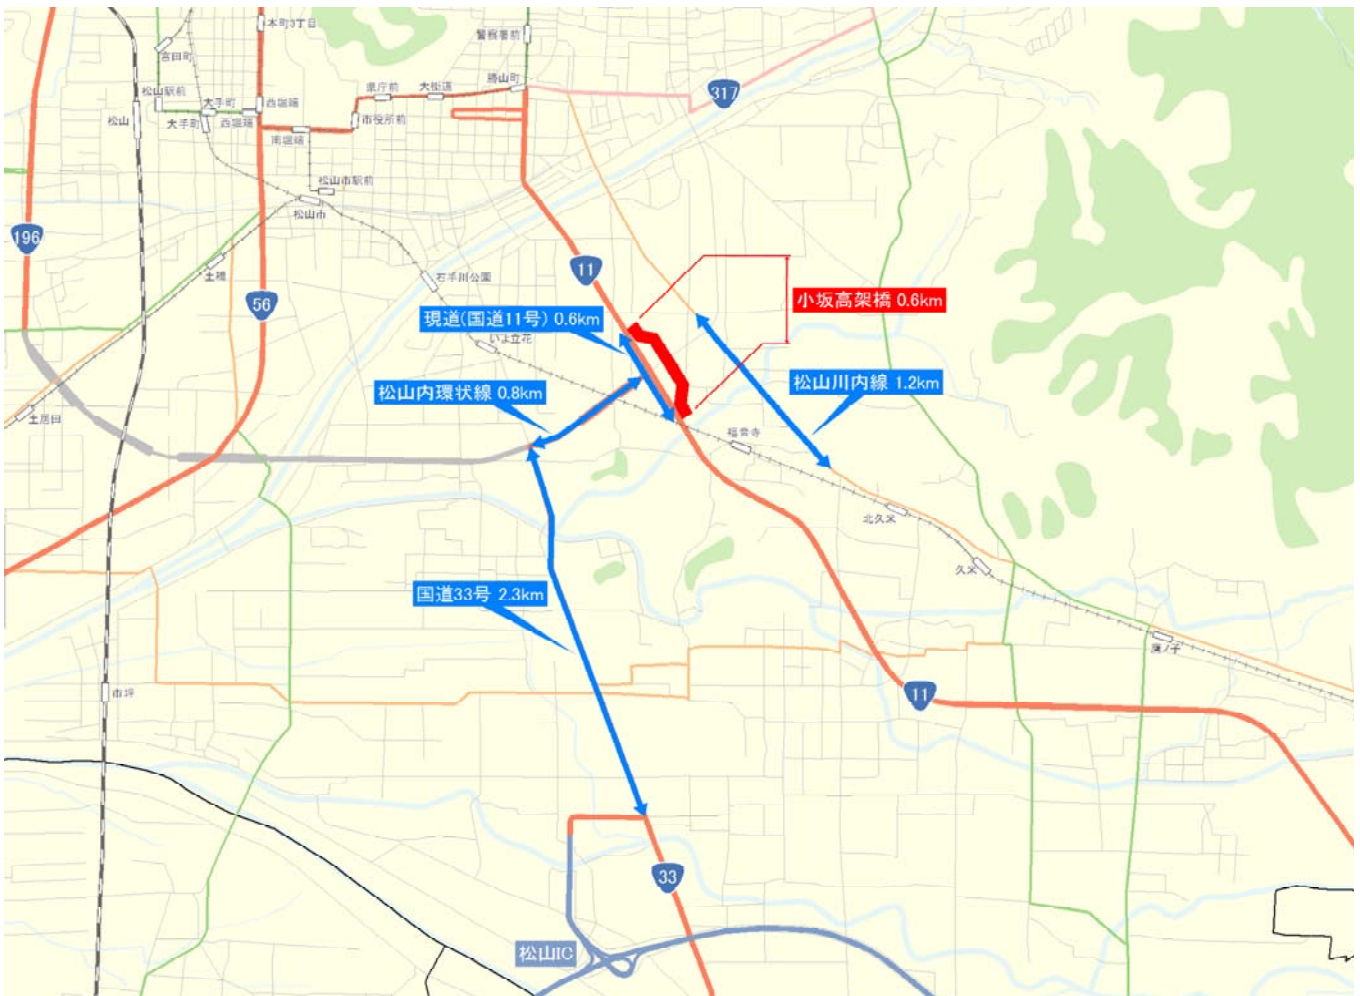 本町3丁目
警察署前
宮田町
県庁前
大街道
勝山町
317
松山駅前
大手町
西堀端
松山
大手町
西堀端
市役所前
南堀端
松山市駅前
松山市
196
土橋
石手川公園
11
56
小坂高架橋 0.6km
現道(国道11号) 0.6km
いよ立花
松山川内線 1.2km
松山内環状線 0.8km
土居田
福音寺
北久米
久米
国道33号 2.3km
鷹ノ子
市坪
11
33
松山IC